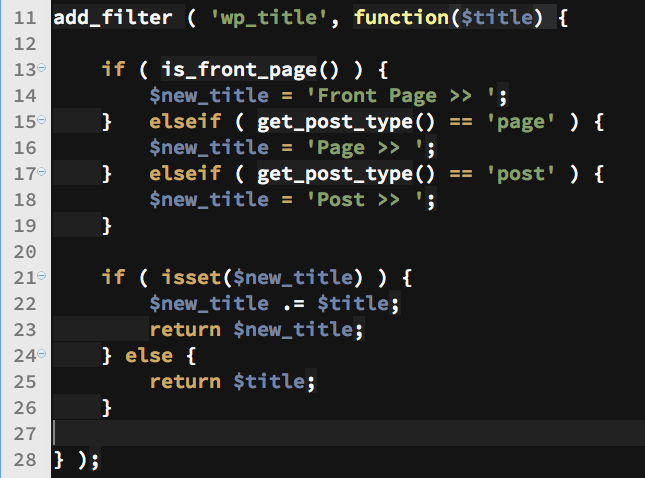 11 add_filter ( 'wp_title', function($title) {
12
13     if ( is_front_page() ) {
14         $new_title = 'Front Page >> ';
15     }   elseif ( get_post_type() == 'page' ) {
16         $new_title = 'Page >> ';
17     }   elseif ( get_post_type() == 'post' ) {
18         $new_title = 'Post >> ';
19     }
20
21     if ( isset($new_title) ) {
22         $new_title .= $title;
23         return $new_title;
24     } else {
25         return $title;
26     }
27
28 } );